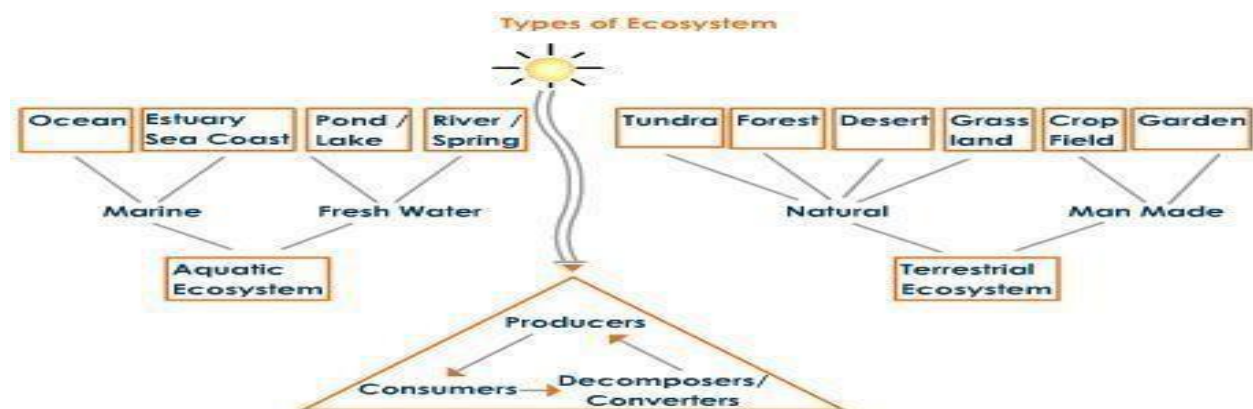 Types of Ecosystem
Ocean
Estuary
Sea Coast
Pond /
Lake
River /
Spring
Tundra
Forest
Desert
Grass
land
Crop
Field
Garden
Marine
Fresh Water
Natural
Man Made
Aquatic
Ecosystem
Terrestrial
Ecosystem
Producers
Consumers
Decomposers/
Converters